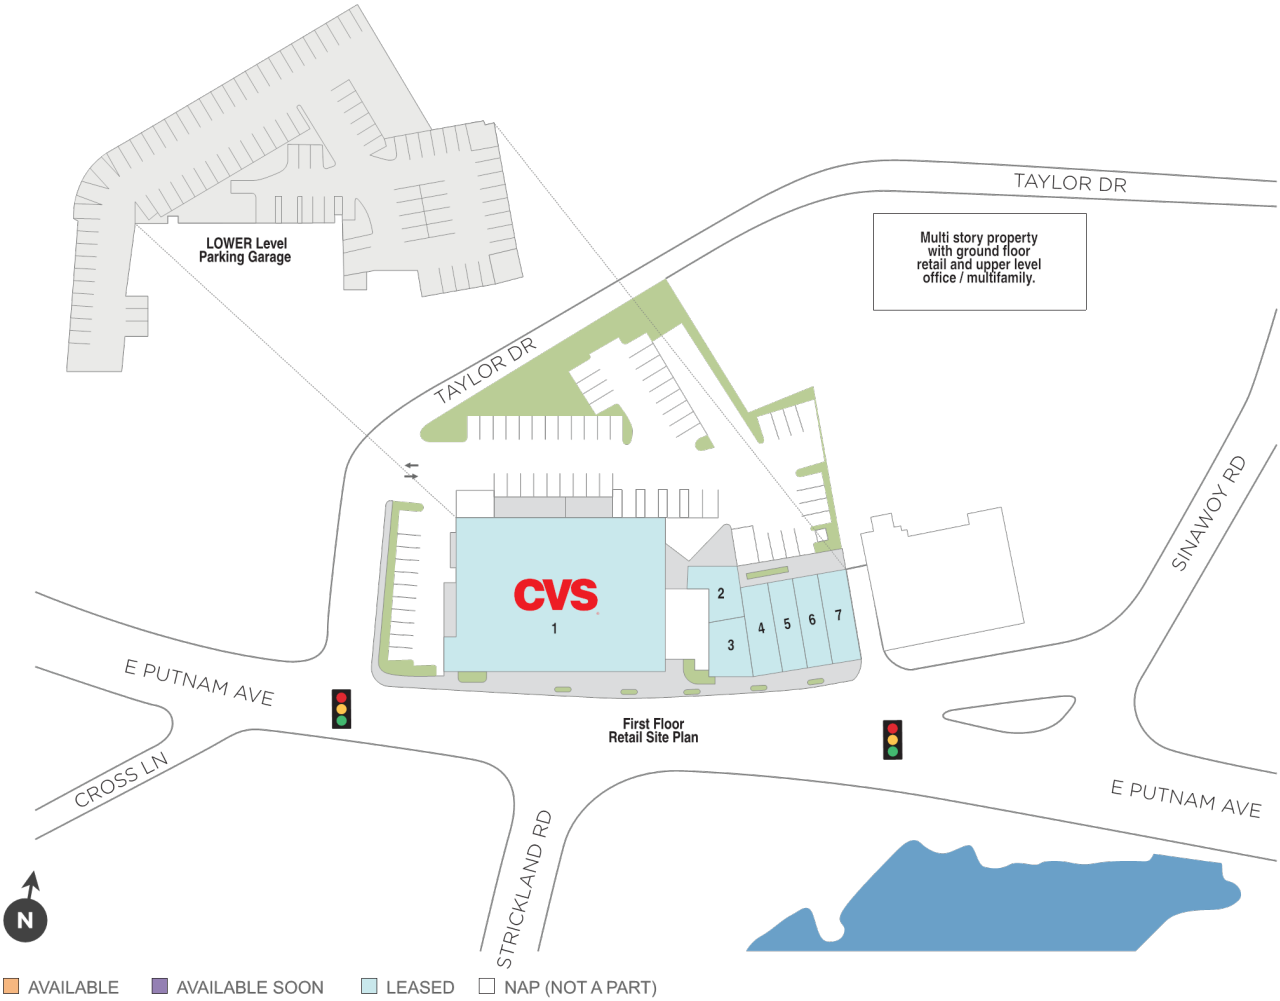 TAYLOR DR
LOWER Level
Parking Garage
Multi story property
with ground floor
retail and upper level
office / multifamily.
TAYLOR DR
SINAWOY RD
CVS
1
2
3
4
5
6
7
E PUTNAM AVE
First Floor
Retail Site Plan
CROSS LN
E PUTNAM AVE
STRICKLAND RD
N
AVAILABLE
AVAILABLE SOON
LEASED
NAP (NOT A PART)